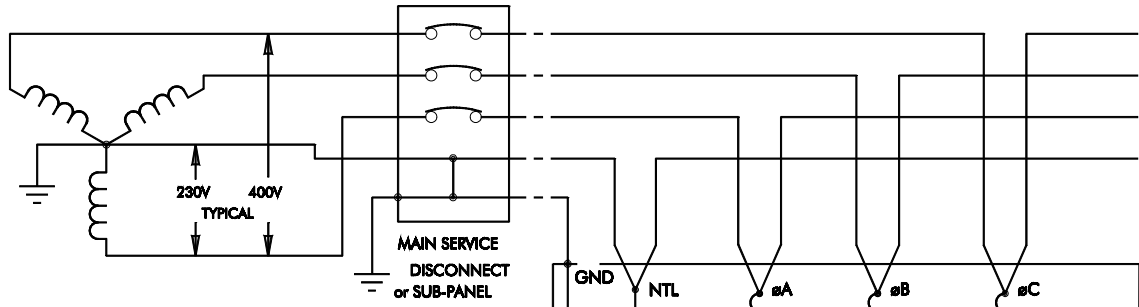 230V
400V
TYPICAL
MAIN SERVICE
DISCONNECT
or SUB-PANEL
GND
NTL
øA
øB
øC